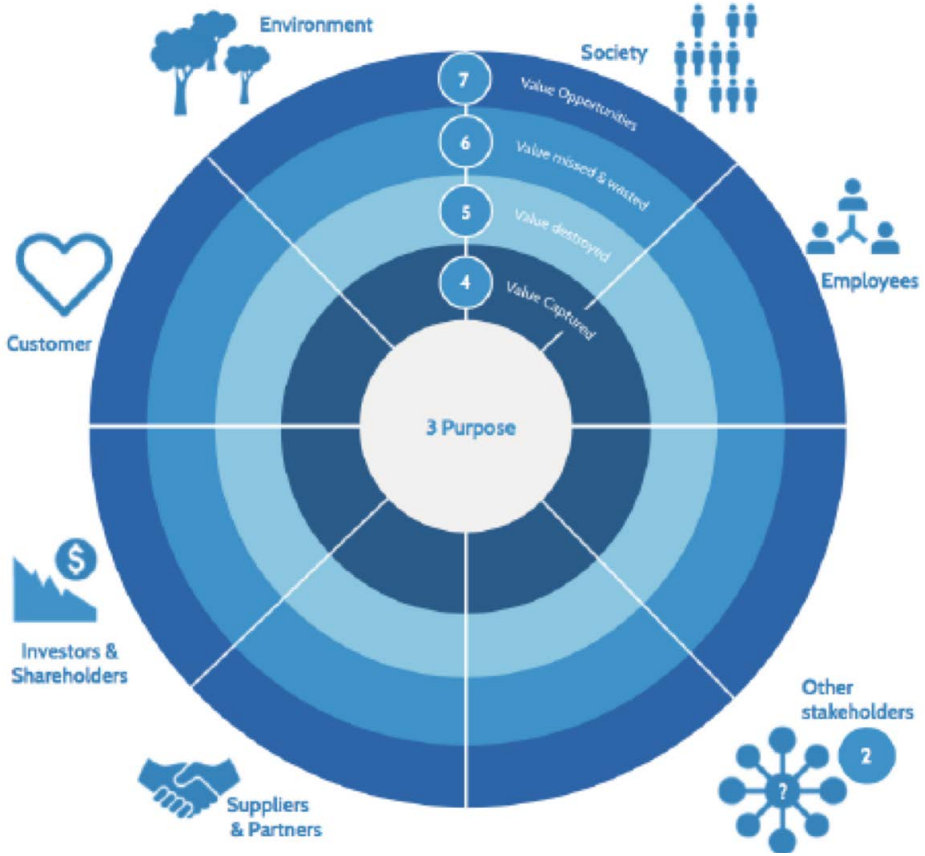 Environment
Society
7
Value Opportunities
6
Value missed & wasted
5
Value destroyed
4
Value Captured
Employees
Customer
3 Purpose
$
Investors &
Shareholders
Other
stakeholders
2
?
Suppliers
& Partners